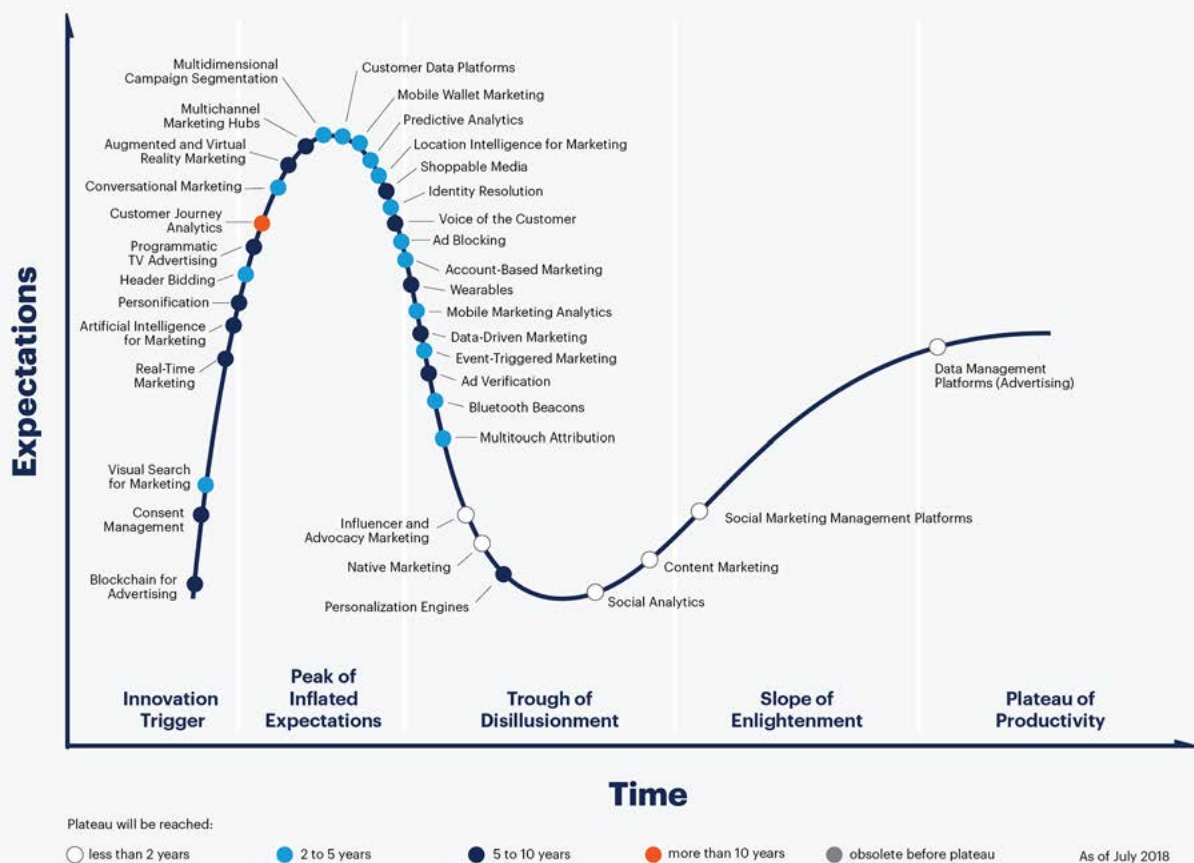 Expectations
Multidimensional
Campaign Segmentation
Multichannel
Marketing Hubs
Augmented and Virtual
Reality Marketing
Conversational Marketing
Customer Journey
Analytics
Programmatic
TV Advertising
Header Bidding
Personification
Artificial Intelligence
for Marketing
Real-Time
Marketing
Visual Search
for Marketing
Consent
Management
Blockchain for
Advertising
Customer Data Platforms
Mobile Wallet Marketing
Predictive Analytics
Location Intelligence for Marketing
Shoppable Media
Identity Resolution
Voice of the Customer
Ad Blocking
Account-Based Marketing
Wearables
Mobile Marketing Analytics
Data-Driven Marketing
Event-Triggered Marketing
Ad Verification
Bluetooth Beacons
Multitouch Attribution
Influencer and
Advocacy Marketing
Native Marketing
Personalization Engines
Social Analytics
Content Marketing
Social Marketing Management Platforms
Data Management
Platforms (Advertising)
Innovation
Trigger
Peak of
Inflated
Expectations
Trough of
Disillusionment
Slope of
Enlightenment
Plateau of
Productivity
Time
Plateau will be reached:
less than 2 years
2 to 5 years
5 to 10 years
more than 10 years
obsolete before plateau
As of July 2018